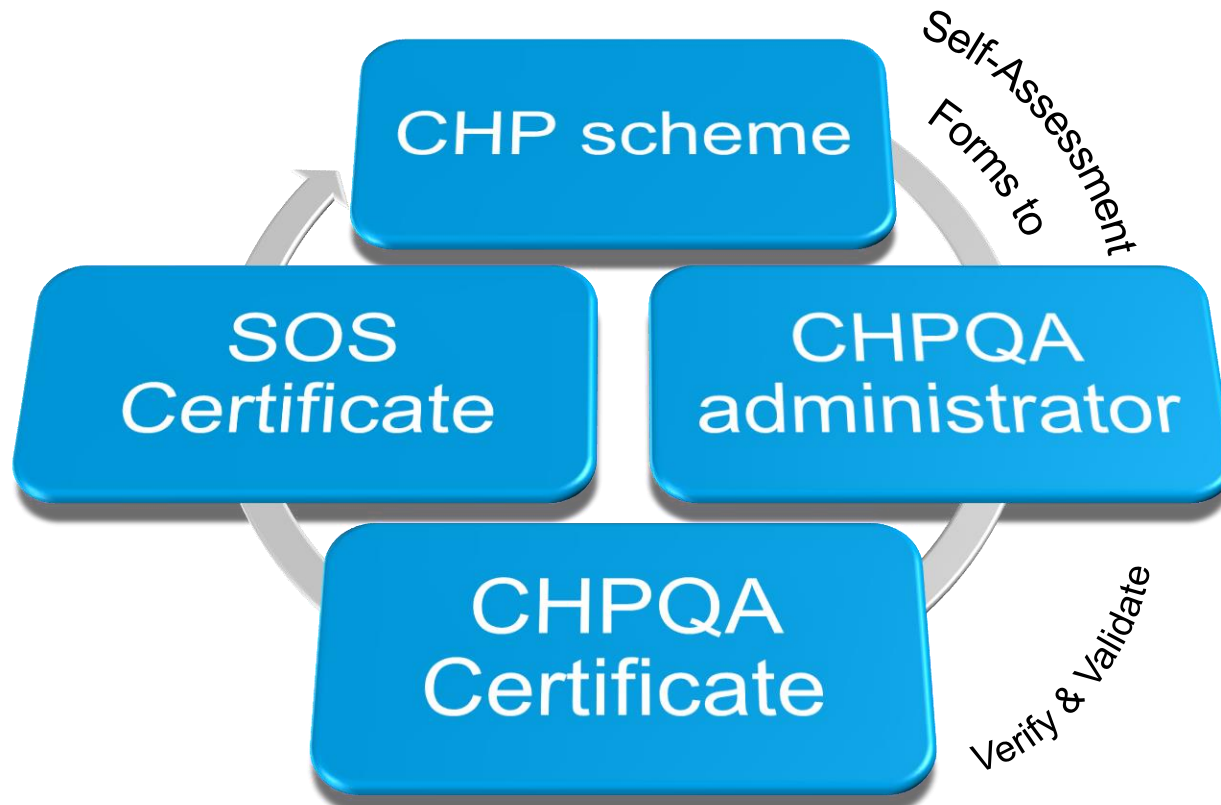 CHP scheme
Self-Assessment
Forms to
CHPQA
administrator
Verify & Validate
CHPQA
Certificate
SOS
Certificate